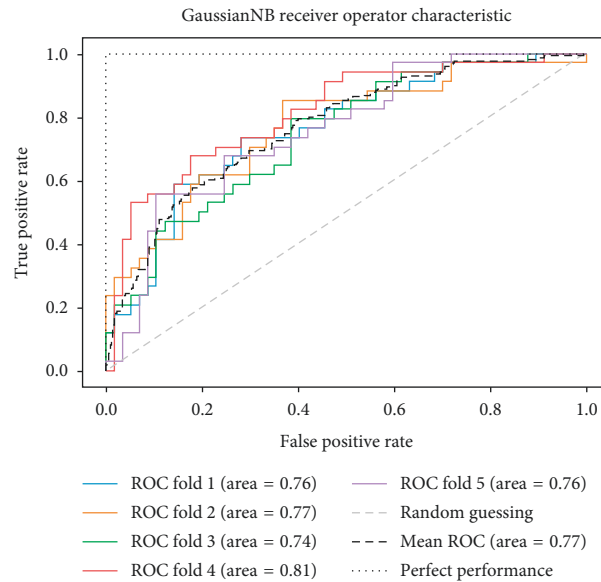 GaussianNB receiver operator characteristic
1.0
0.8
0.6
0.4
0.2
0.0
True positive rate
0.0 0.2 0.4 0.6 0.8 1.0
False positive rate
ROC fold 1 (area = 0.76)
ROC fold 2 (area = 0.77)
ROC fold 3 (area = 0.74)
ROC fold 4 (area = 0.81)
ROC fold 5 (area = 0.76)
Random guessing
Mean ROC (area = 0.77)
Perfect performance